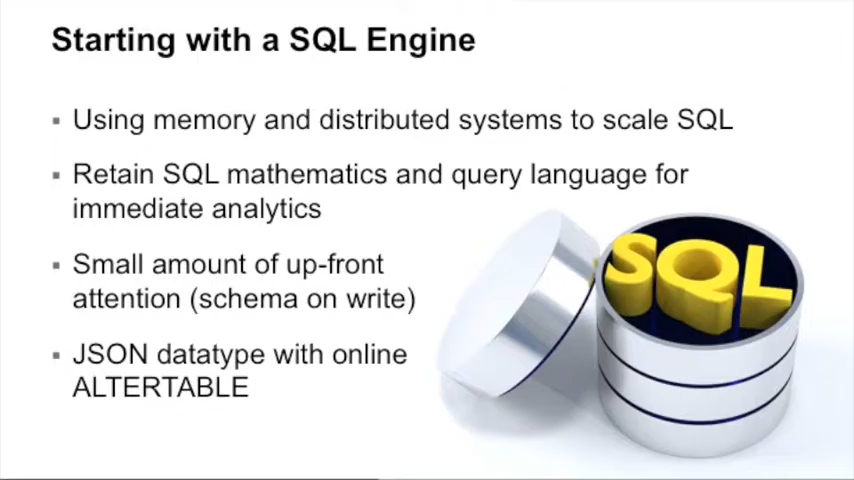 Starting with a SQL Engine
▪ Using memory and distributed systems to scale SQL
▪ Retain SQL mathematics and query language for
immediate analytics
▪ Small amount of up-front
attention (schema on write)
▪ JSON datatype with online
ALTERTABLE
SQL